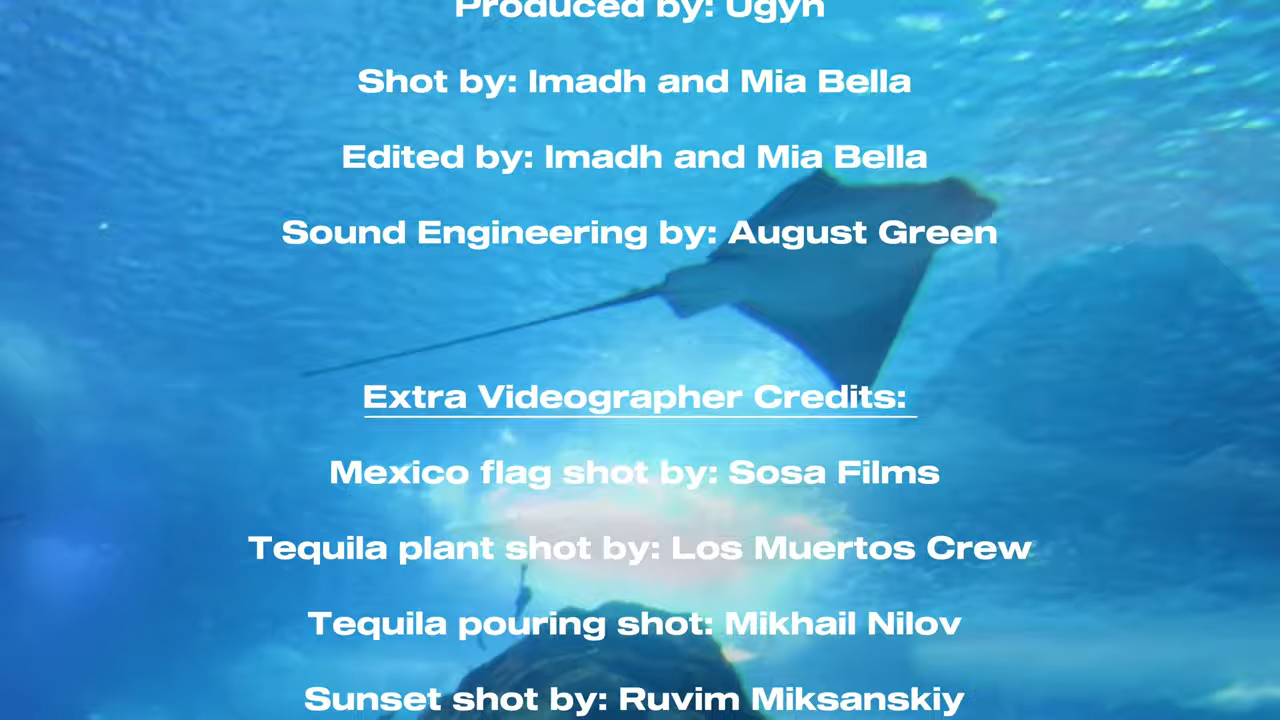 Produced by: Ugyn
Shot by: Imadh and Mia Bella
Edited by: Imadh and Mia Bella
Sound Engineering by: August Green
Extra Videographer Credits:
Mexico flag shot by: Sosa Films
Tequila plant shot by: Los Muertos Crew
Tequila pouring shot: Mikhail Nilov
Sunset shot by: Ruvim Miksanskiy